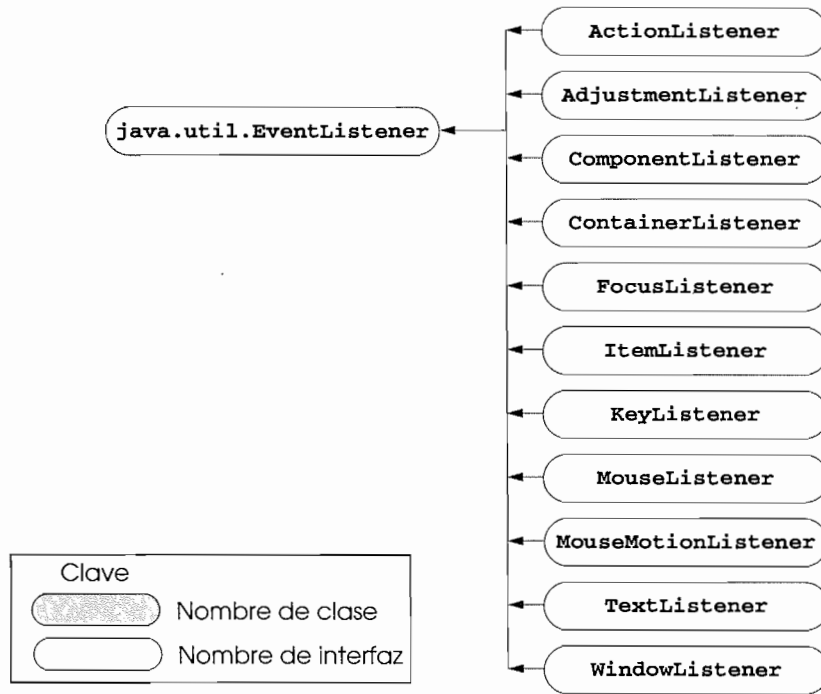 ActionListener
AdjustmentListener
java.util.EventListener
ComponentListener
ContainerListener
FocusListener
ItemListener
KeyListener
MouseListener
MouseMotionListener
TextListener
WindowListener
Clave
Nombre de clase
Nombre de interfaz